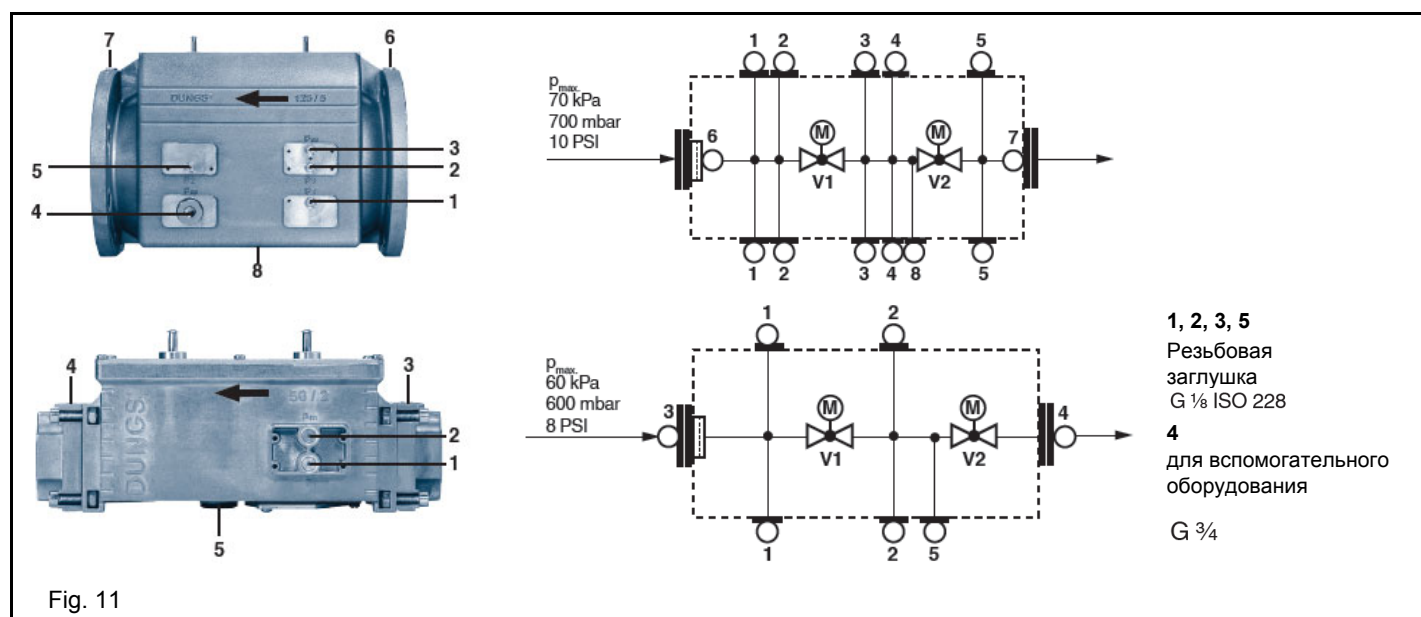 7
6
DUNGS
125/5
3
5
2
4
1
8
1 2 3 4 5
pmax.
70 kPa
700 mbar
10 PSI
6
M
M
7
V1
V2
1 2 3 4 8 5
4
3
DUNGS
50/2
2
1
5
1 2
pmax.
60 kPa
600 mbar
8 PSI
3
M
M
4
V1
V2
1 2 5
1, 2, 3, 5
Резьбовая
заглушка
G ⅛ ISO 228
4
для вспомогательного
оборудования
G ¾
Fig. 11